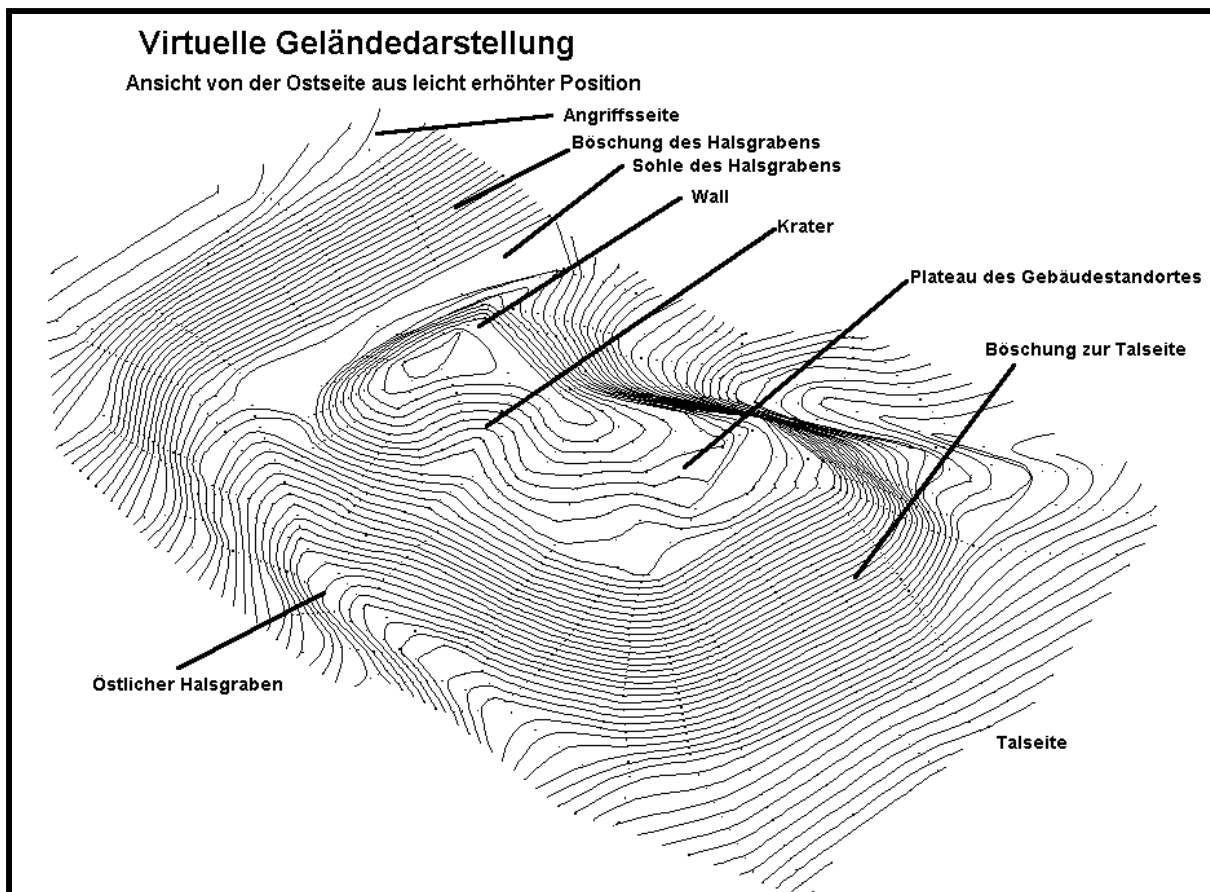 Virtuelle Geländedarstellung
Ansicht von der Ostseite aus leicht erhöhter Position
Angriffsseite
Böschung des Halsgrabens
Sohle des Halsgrabens
Wall
Krater
Plateau des Gebäudestandortes
Böschung zur Talseite
Östlicher Halsgraben
Talseite